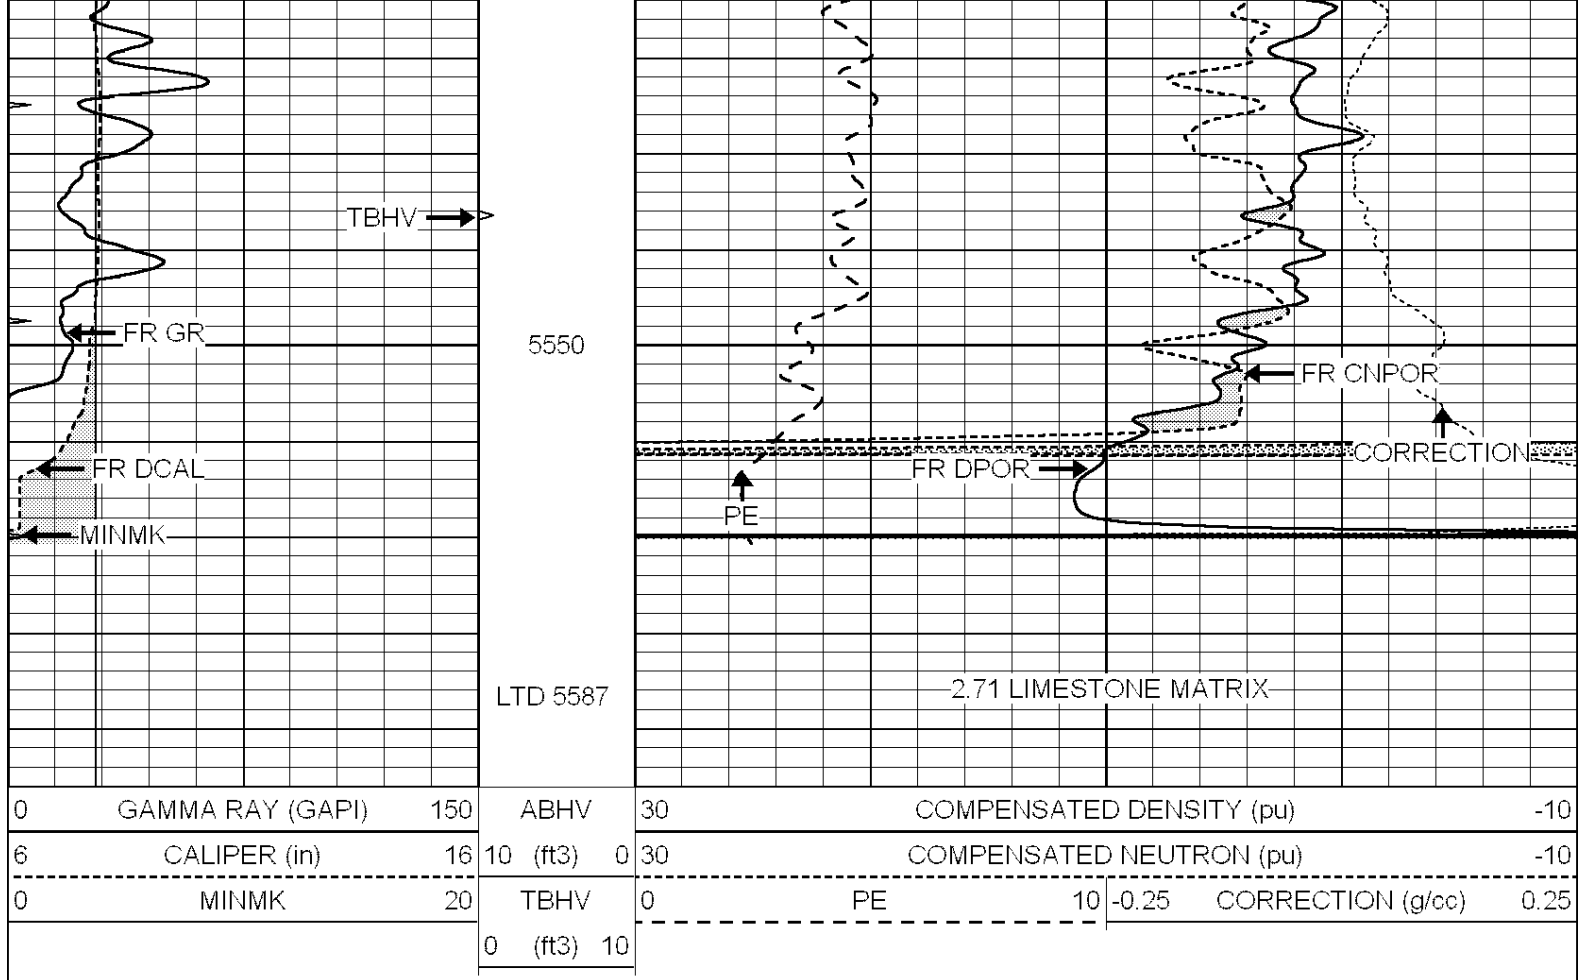 TBHV
FR GR
5550
FR CNPOR
CORRECTION
FR DCAL
FR DPOR
PE
MINMK
LTD 5587
2.71 LIMESTONE MATRIX
0 GAMMA RAY (GAPI) 150
ABHV
30 COMPENSATED DENSITY (pu) -10
6 CALIPER (in) 16
10 (ft3) 0
30 COMPENSATED NEUTRON (pu) -10
0 MINMK 20
TBHV
0 PE 10
-0.25 CORRECTION (g/cc) 0.25
0 (ft3) 10